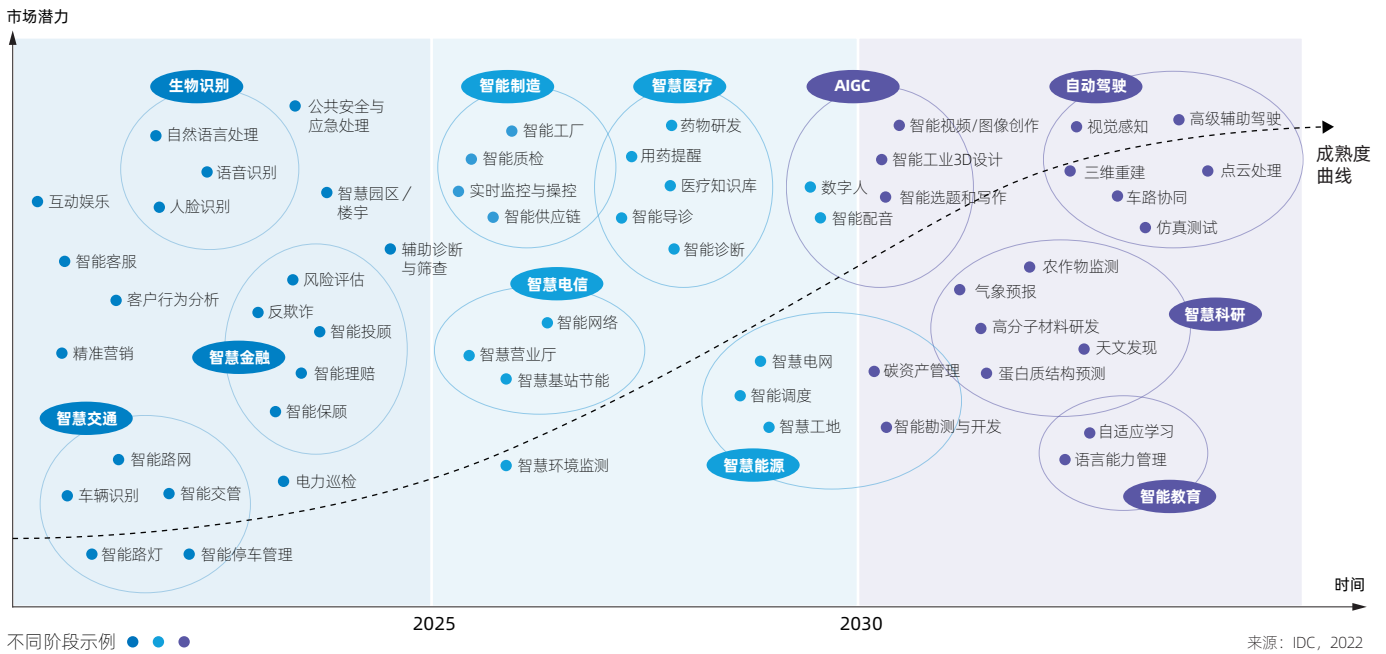 市场潜力
生物识别
自然语言处理
语音识别
人脸识别
公共安全与
应急处理
互动娱乐
智慧园区/
楼宇
辅助诊断
与筛查
智能客服
客户行为分析
精准营销
风险评估
反欺诈
智能投顾
智慧金融
智能理赔
智能保顾
智慧交通
智能路网
车辆识别
智能交管
智能路灯
智能停车管理
电力巡检
智能制造
智能工厂
智能质检
实时监控与操控
智能供应链
智慧医疗
药物研发
用药提醒
医疗知识库
智能导诊
智能诊断
智慧电信
智能网络
智慧营业厅
智慧基站节能
智慧环境监测
AIGC
智能视频/图像创作
智能工业3D设计
数字人
智能选题和写作
智能配音
智慧电网
智能调度
智慧工地
碳资产管理
智能勘测与开发
智慧能源
自动驾驶
视觉感知
高级辅助驾驶
三维重建
点云处理
车路协同
仿真测试
成熟度
曲线
农作物监测
气象预报
智慧科研
高分子材料研发
天文发现
蛋白质结构预测
自适应学习
语言能力管理
智能教育
时间
2025
2030
不同阶段示例
来源：IDC，2022